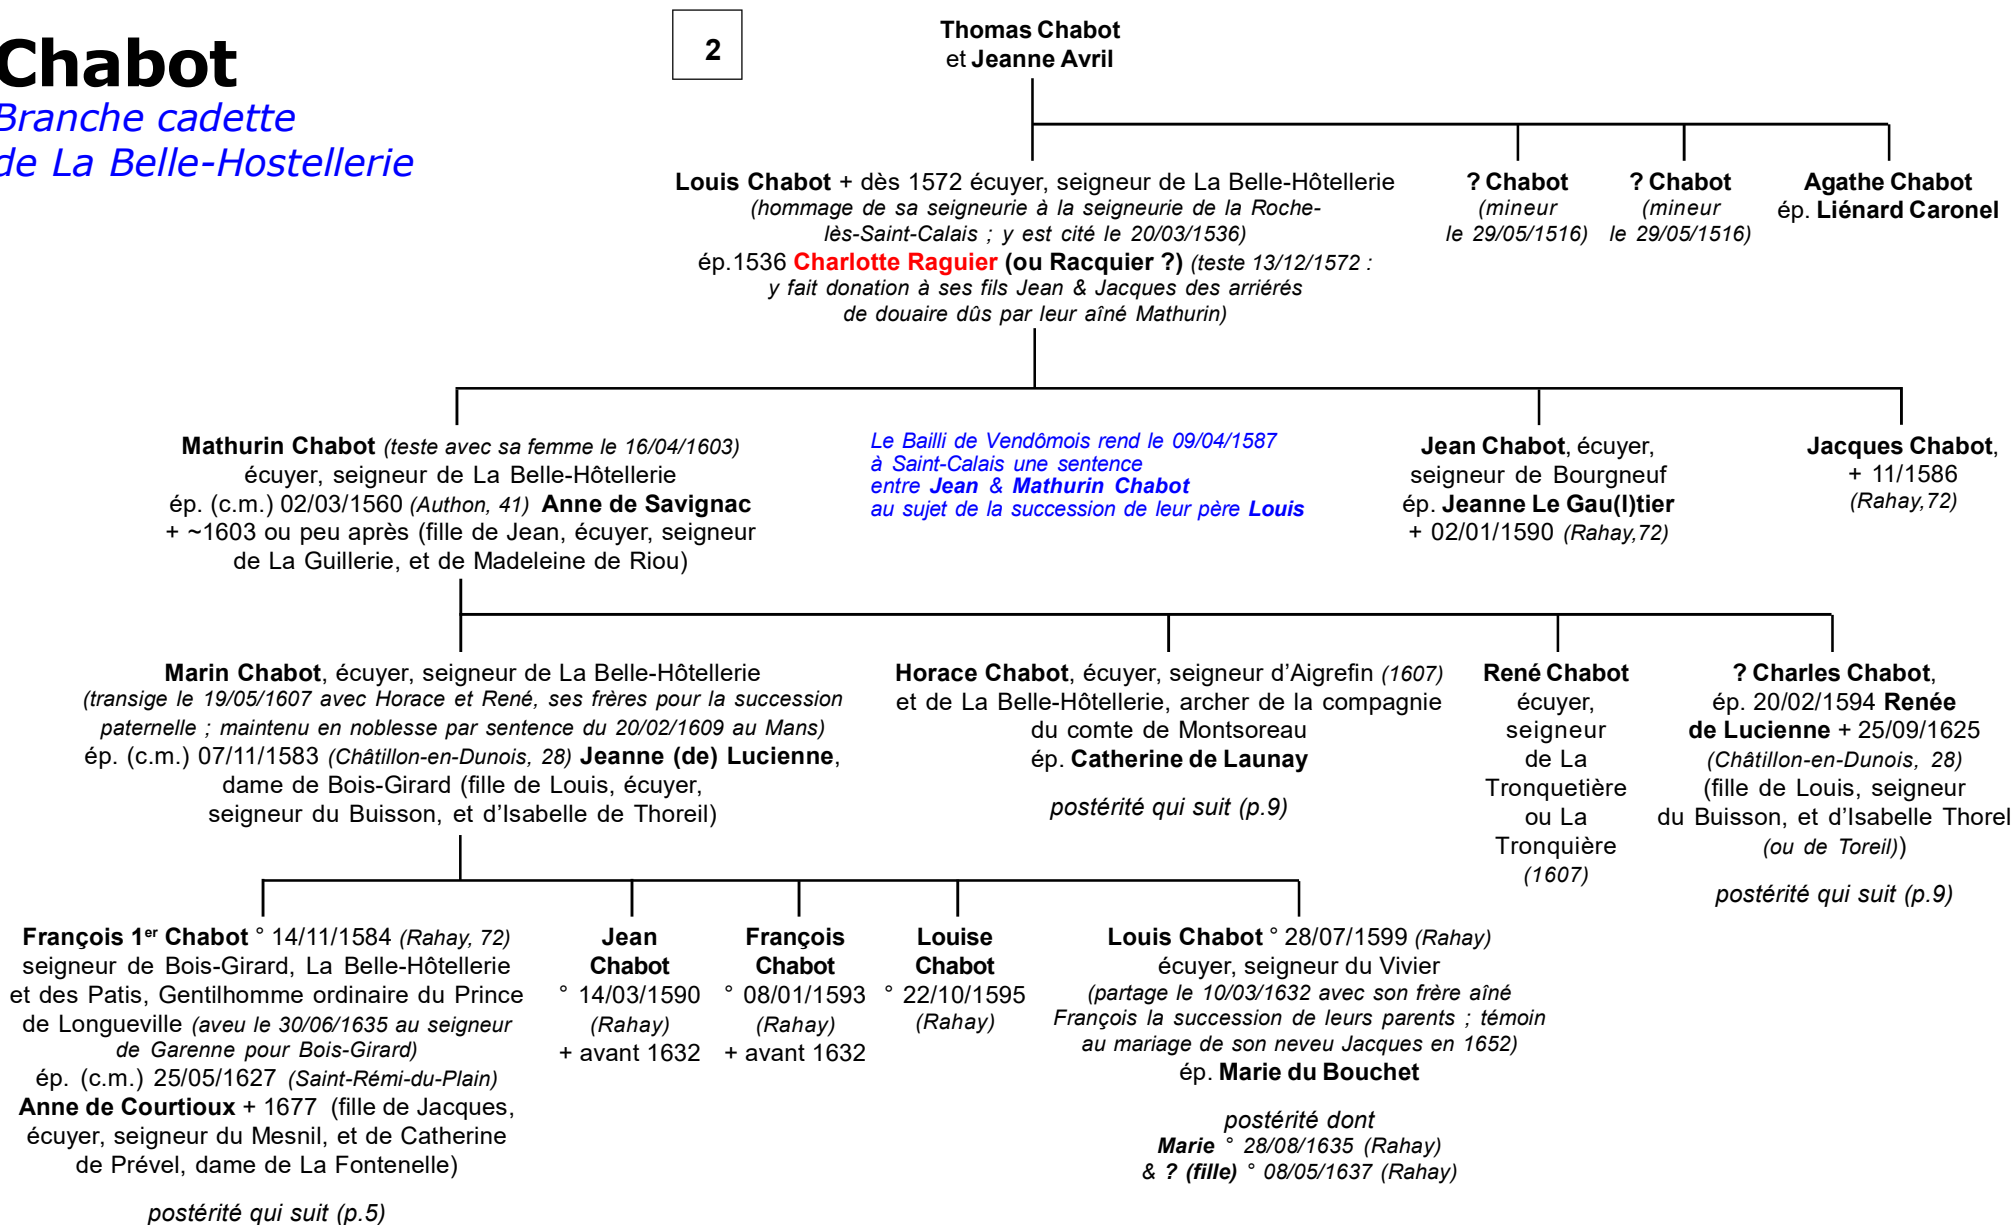 Chabot
Branche cadette
de La Belle-Hostellerie
2
Thomas Chabot
et Jeanne Avril
Louis Chabot + dès 1572 écuyer, seigneur de La Belle-Hôtellerie
(hommage de sa seigneurie à la seigneurie de la Roche-
lès-Saint-Calais ; y est cité le 20/03/1536)
ép.1536 Charlotte Raguier (ou Racquier ?) (teste 13/12/1572 :
y fait donation à ses fils Jean & Jacques des arriérés
de douaire dûs par leur aîné Mathurin)
? Chabot
(mineur
le 29/05/1516)
? Chabot
(mineur
le 29/05/1516)
Agathe Chabot
ép. Liénard Caronel
Mathurin Chabot (teste avec sa femme le 16/04/1603)
écuyer, seigneur de La Belle-Hôtellerie
ép. (c.m.) 02/03/1560 (Authon, 41) Anne de Savignac
+ ~1603 ou peu après (fille de Jean, écuyer, seigneur
de La Guillerie, et de Madeleine de Riou)
Le Bailli de Vendômois rend le 09/04/1587
à Saint-Calais une sentence
entre Jean & Mathurin Chabot
au sujet de la succession de leur père Louis
Jean Chabot, écuyer,
seigneur de Bourgneuf
ép. Jeanne Le Gau(l)tier
+ 02/01/1590 (Rahay,72)
Jacques Chabot,
+ 11/1586
(Rahay,72)
Marin Chabot, écuyer, seigneur de La Belle-Hôtellerie
(transige le 19/05/1607 avec Horace et René, ses frères pour la succession
paternelle ; maintenu en noblesse par sentence du 20/02/1609 au Mans)
ép. (c.m.) 07/11/1583 (Châtillon-en-Dunois, 28) Jeanne (de) Lucienne,
dame de Bois-Girard (fille de Louis, écuyer,
seigneur du Buisson, et d'Isabelle de Thoreil)
Horace Chabot, écuyer, seigneur d'Aigrefin (1607)
et de La Belle-Hôtellerie, archer de la compagnie
du comte de Montsoreau
ép. Catherine de Launay
postérité qui suit (p.9)
René Chabot
écuyer,
seigneur
de La
Tronquetière
ou La
Tronquière
(1607)
? Charles Chabot,
ép. 20/02/1594 Renée
de Lucienne + 25/09/1625
(Châtillon-en-Dunois, 28)
(fille de Louis, seigneur
du Buisson, et d'Isabelle Thorel
(ou de Toreil))
postérité qui suit (p.9)
François 1er Chabot ° 14/11/1584 (Rahay, 72)
seigneur de Bois-Girard, La Belle-Hôtellerie
et des Patis, Gentilhomme ordinaire du Prince
de Longueville (aveu le 30/06/1635 au seigneur
de Garenne pour Bois-Girard)
ép. (c.m.) 25/05/1627 (Saint-Rémi-du-Plain)
Anne de Courtioux + 1677 (fille de Jacques,
écuyer, seigneur du Mesnil, et de Catherine
de Prével, dame de La Fontenelle)
postérité qui suit (p.5)
Jean
Chabot
° 14/03/1590
(Rahay)
+ avant 1632
François
Chabot
° 08/01/1593
(Rahay)
+ avant 1632
Louise
Chabot
° 22/10/1595
(Rahay)
Louis Chabot ° 28/07/1599 (Rahay)
écuyer, seigneur du Vivier
(partage le 10/03/1632 avec son frère aîné
François la succession de leurs parents ; témoin
au mariage de son neveu Jacques en 1652)
ép. Marie du Bouchet
postérité dont
Marie ° 28/08/1635 (Rahay)
& ? (fille) ° 08/05/1637 (Rahay)